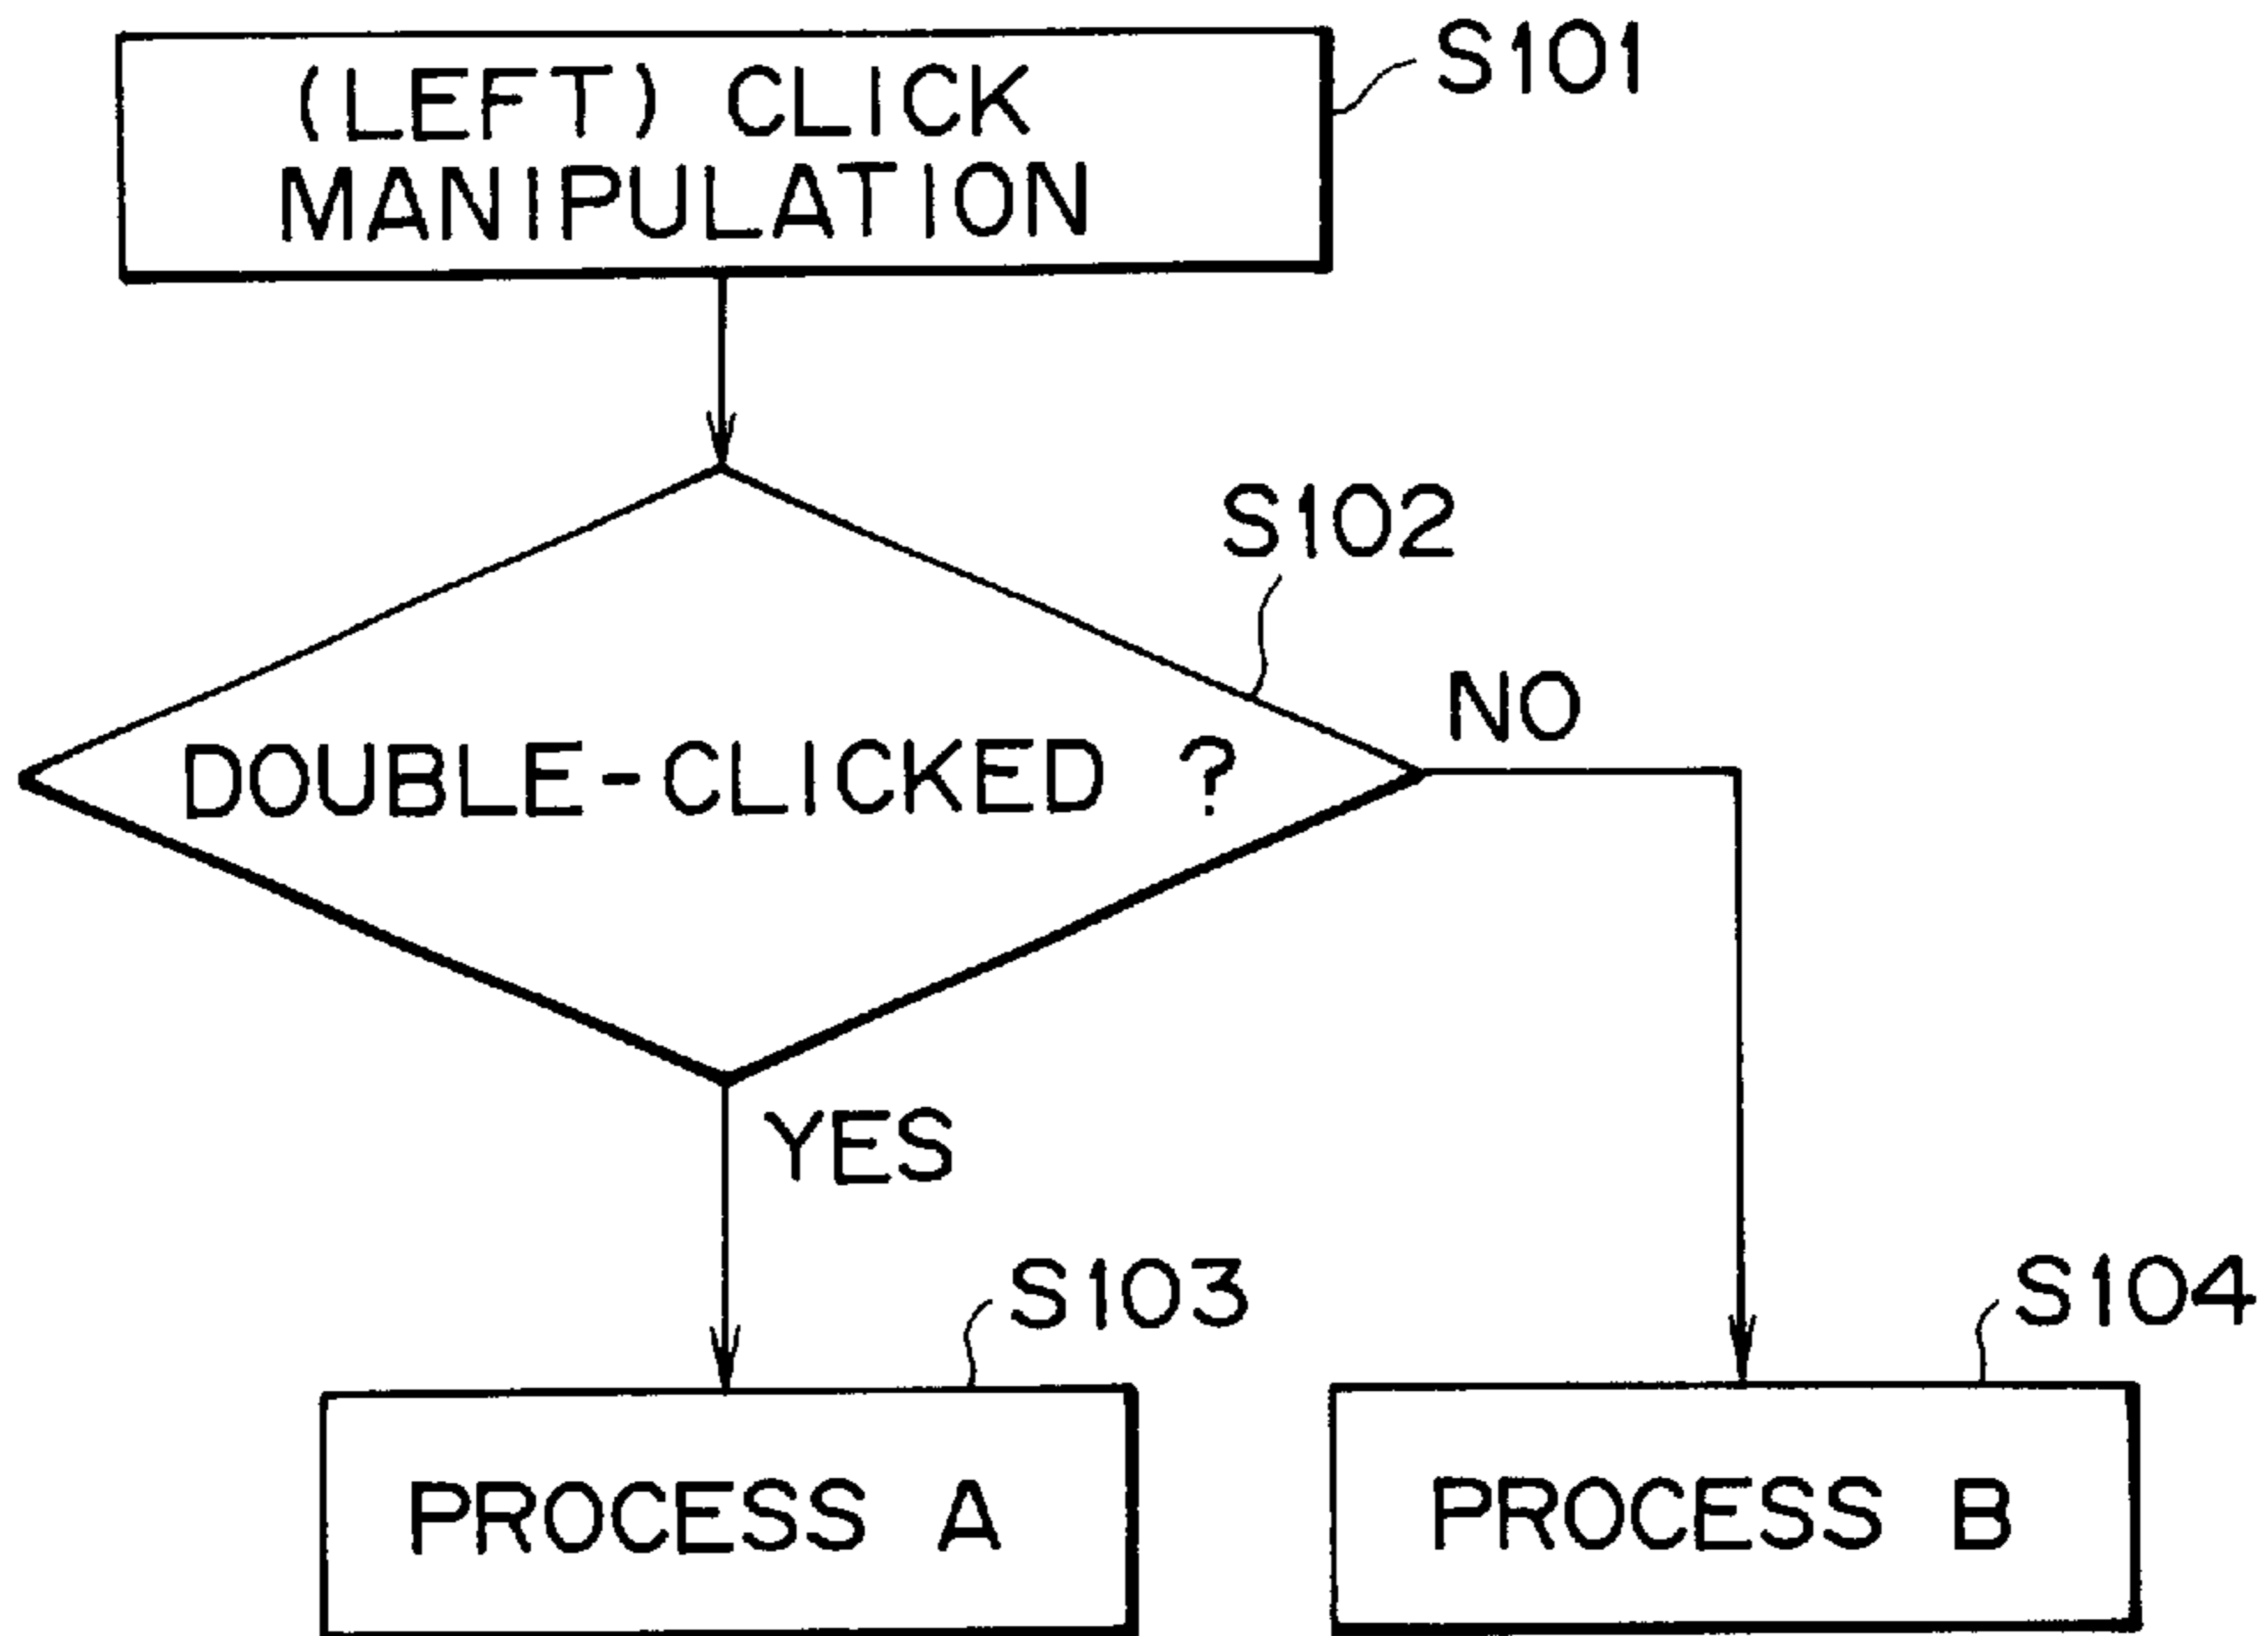 (LEFT) CLICK
MANIPULATION
S101
S102
DOUBLE-CLICKED ?
NO
YES
S103
S104
PROCESS A
PROCESS B